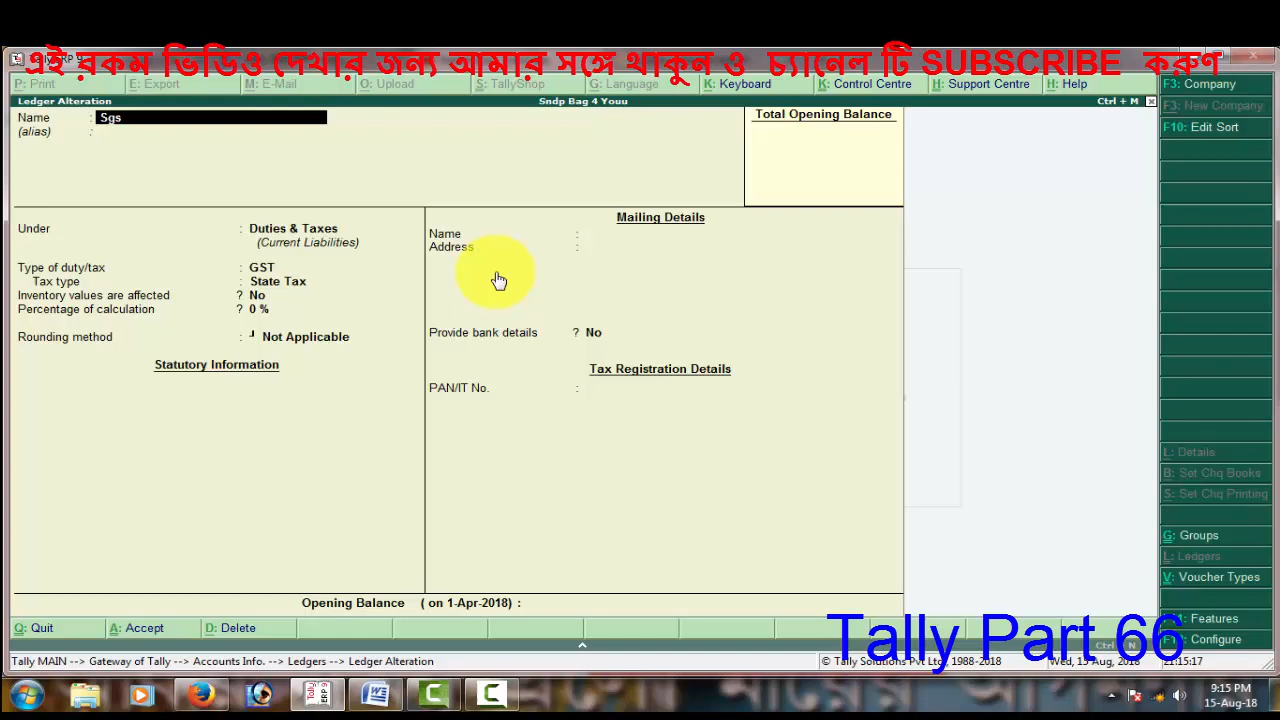 এই রকম ভিডিও দেখার জন্য আমার সঙ্গে থাকুন ও চ্যানেল টি SUBSCRIBE করুণ
P: Print E: Export M: E-Mail O: Upload S: TallyShop G: Language K: Keyboard K: Control Centre H: Support Centre H: Help F3: Company
Ledger Alteration Sndp Bag 4 Youu Ctrl + M
F3: New Company
Name : Sgs
Total Opening Balance
F10: Edit Sort
(alias) :
Mailing Details
Under : Duties & Taxes
(Current Liabilities)
Name :
Address :
Type of duty/tax : GST
Tax type : State Tax
Inventory values are affected ? No
Percentage of calculation ? 0 %
Provide bank details ? No
Rounding method : ┘ Not Applicable
Statutory Information
Tax Registration Details
PAN/IT No. :
L: Details
B: Set Chq Books
S: Set Chq Printing
G: Groups
L: Ledgers
V: Voucher Types
Opening Balance ( on 1-Apr-2018) :
Features
Q: Quit A: Accept D: Delete
Tally Part 66
Configure
Ctrl N
Tally MAIN --> Gateway of Tally --> Accounts Info. --> Ledgers --> Ledger Alteration © Tally Solutions Pvt Ltd., 1988-2018 Wed, 15 Aug, 2018 21:15:17
9:15 PM
15-Aug-18